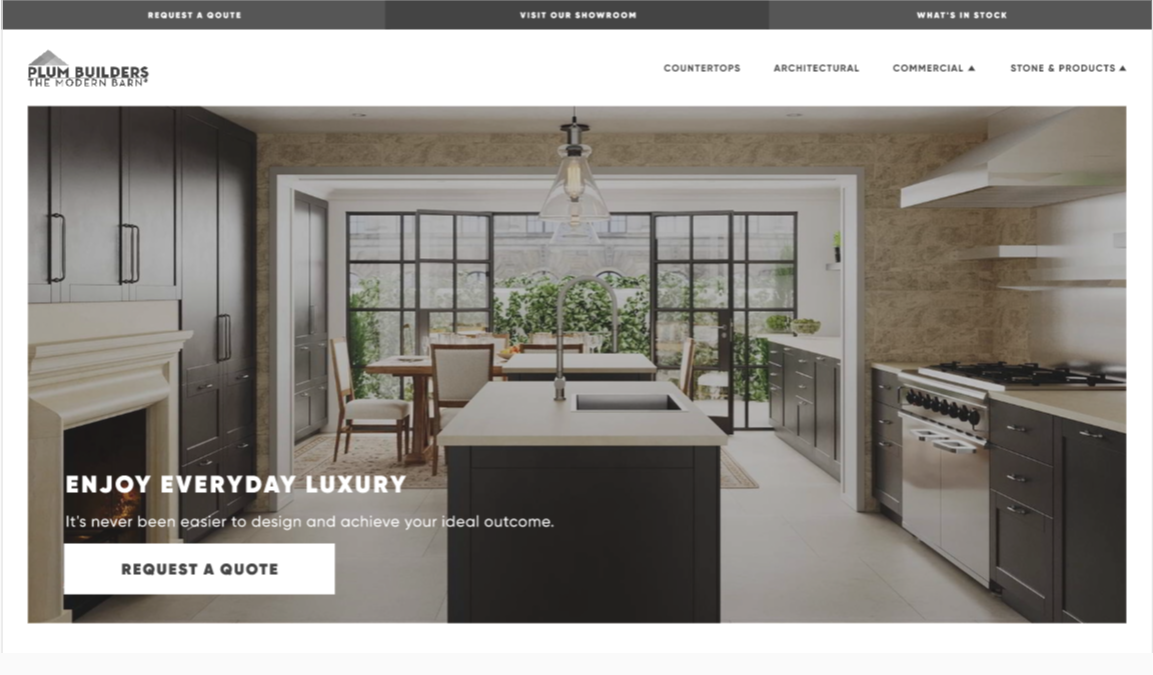 REQUEST A QOUTE
VISIT OUR SHOWROOM
WHAT'S IN STOCK
PLUM BUILDERS
THE MODERN BARN®
COUNTERTOPS
ARCHITECTURAL
COMMERCIAL ▲
STONE & PRODUCTS ▲
ENJOY EVERYDAY LUXURY
It's never been easier to design and achieve your ideal outcome.
REQUEST A QUOTE